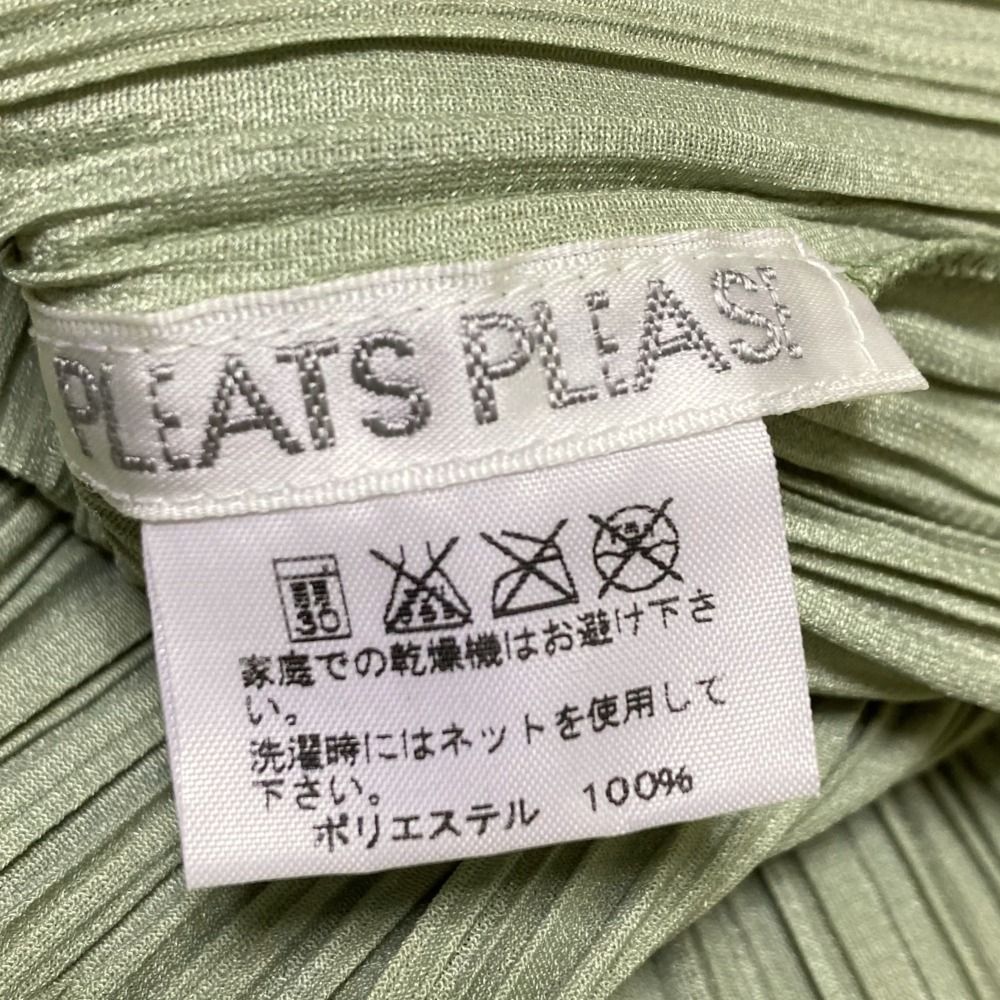 PLEATS PLEASE
30
家庭での乾燥機はお避け下さ
い。
洗濯時にはネットを使用して
下さい。
ポリエステル 100%